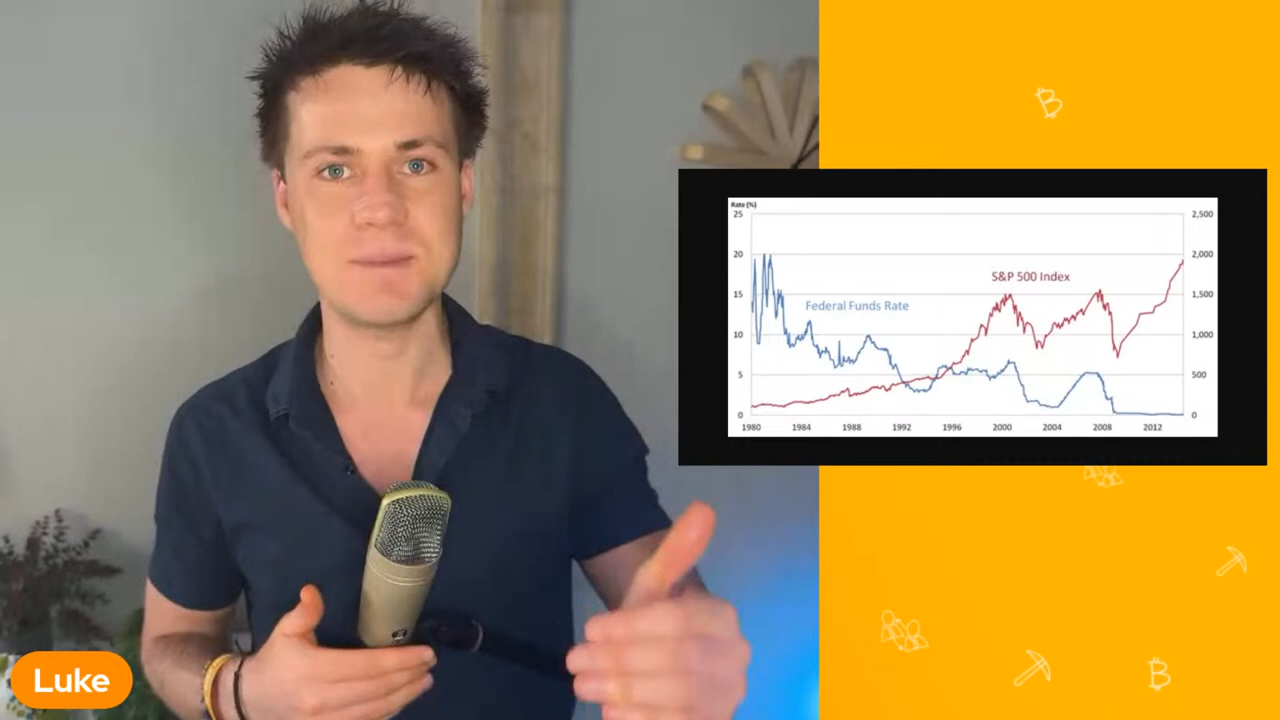 Rate (%)
25
20
15
10
5
0
2,500
2,000
1,500
1,000
500
0
S&P 500 Index
Federal Funds Rate
1980 1984 1988 1992 1996 2000 2004 2008 2012
Luke